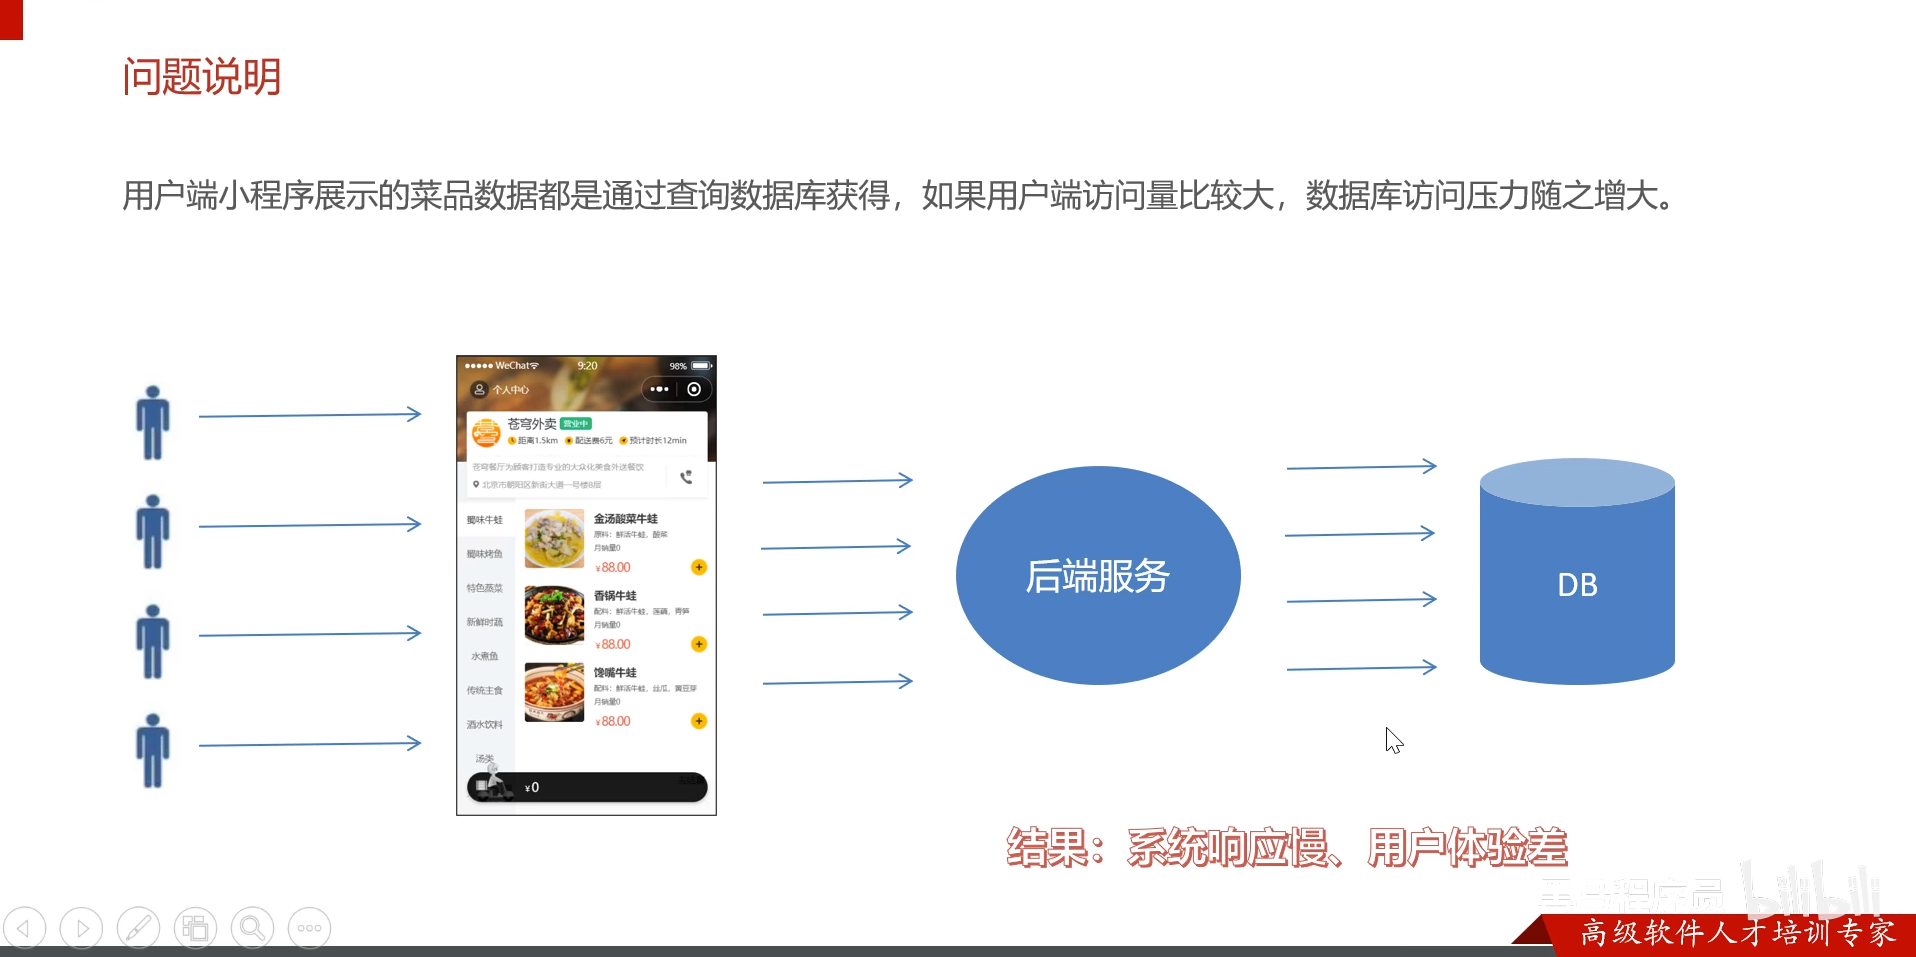 问题说明
用户端小程序展示的菜品数据都是通过查询数据库获得，如果用户端访问量比较大，数据库访问压力随之增大。
WeChat 9:20 98%
个人中心
苍穹外卖 营业中
距离1.5km 配送费6元 预计时长12min
苍穹餐厅为顾客打造专业的大众化美食外送餐饮
北京市朝阳区新街大道一号楼8层
蜀味牛蛙
蜀味烤鱼
特色蒸菜
新鲜时蔬
水煮鱼
传统主食
酒水饮料
汤类
金汤酸菜牛蛙
原料：鲜活牛蛙，酸菜
月销量0
¥88.00
香锅牛蛙
配料：鲜活牛蛙，莲藕，青笋
月销量0
¥88.00
馋嘴牛蛙
配料：鲜活牛蛙，丝瓜，黄豆芽
月销量0
¥88.00
¥0
后端服务
DB
结果：系统响应慢、用户体验差
黑马程序员 bilibili
高级软件人才培训专家